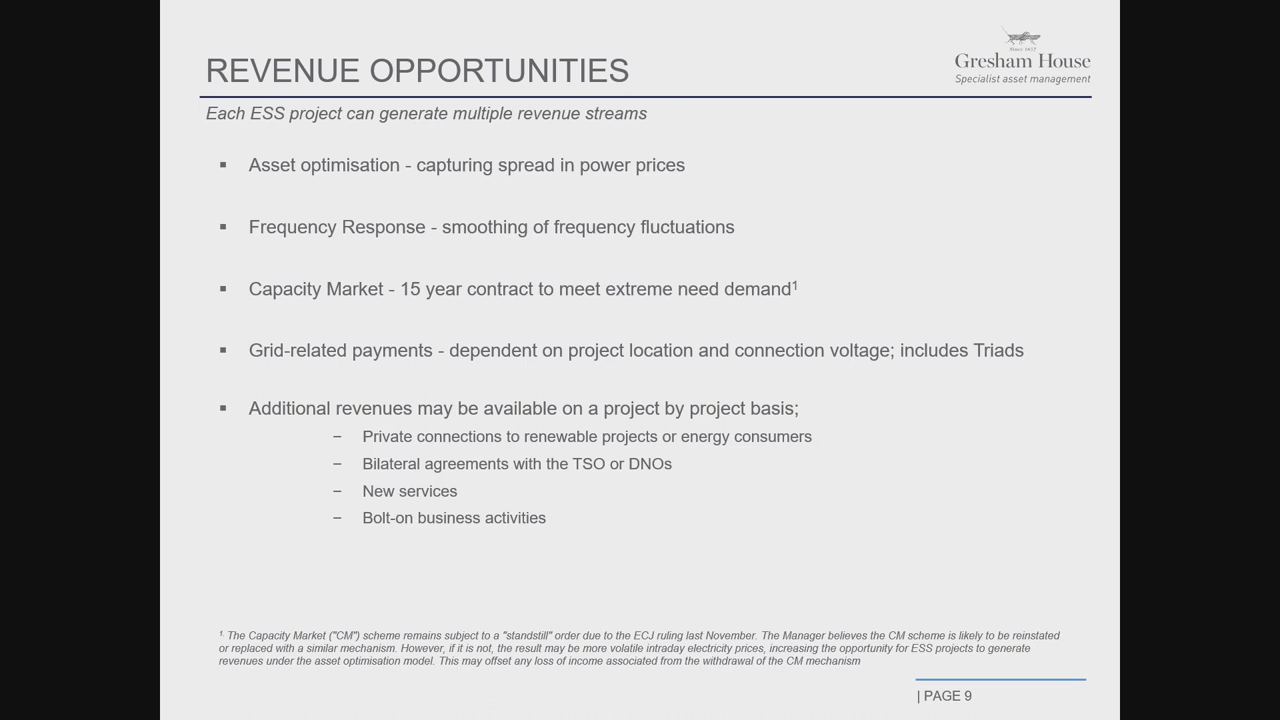 REVENUE OPPORTUNITIES
Since 1857
Gresham House
Specialist asset management
Each ESS project can generate multiple revenue streams
▪ Asset optimisation - capturing spread in power prices
▪ Frequency Response - smoothing of frequency fluctuations
▪ Capacity Market - 15 year contract to meet extreme need demand¹
▪ Grid-related payments - dependent on project location and connection voltage; includes Triads
▪ Additional revenues may be available on a project by project basis;
– Private connections to renewable projects or energy consumers
– Bilateral agreements with the TSO or DNOs
– New services
– Bolt-on business activities
¹· The Capacity Market ("CM") scheme remains subject to a "standstill" order due to the ECJ ruling last November. The Manager believes the CM scheme is likely to be reinstated
or replaced with a similar mechanism. However, if it is not, the result may be more volatile intraday electricity prices, increasing the opportunity for ESS projects to generate
revenues under the asset optimisation model. This may offset any loss of income associated from the withdrawal of the CM mechanism
| PAGE 9